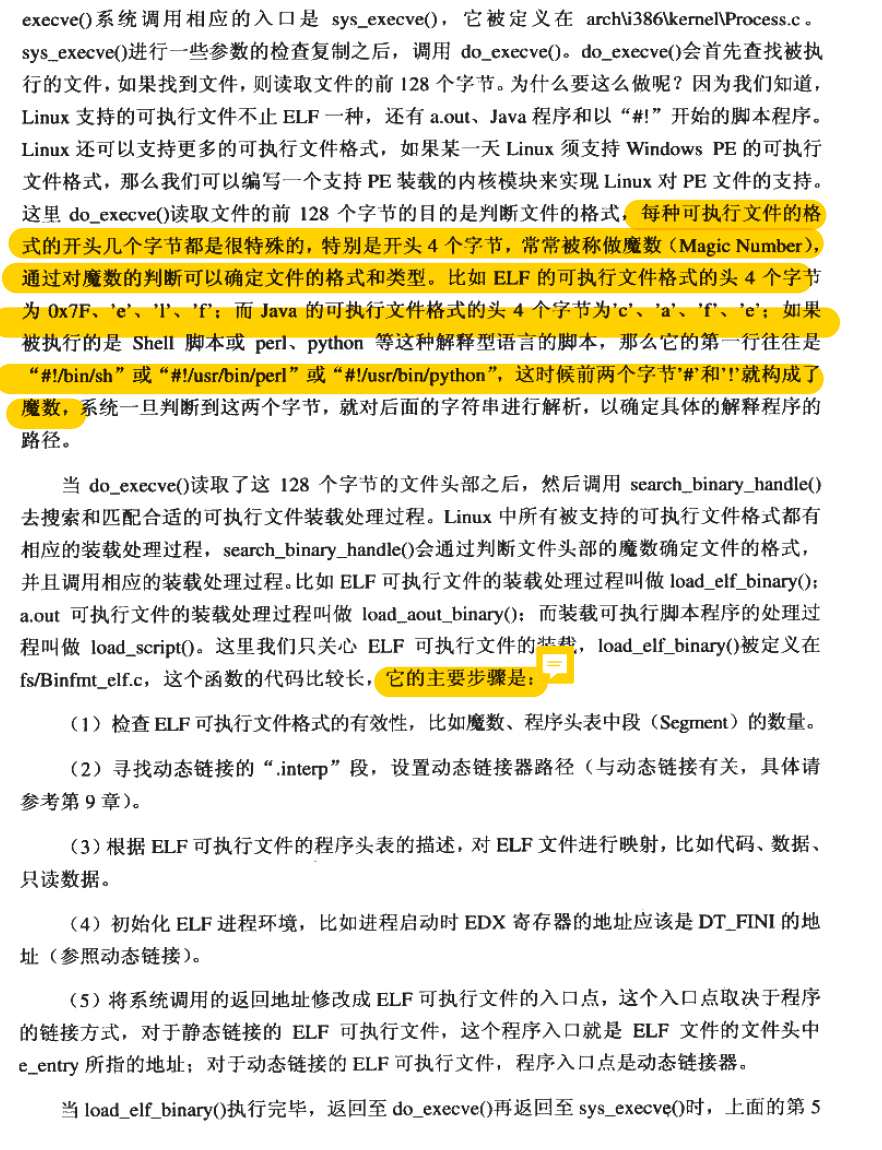 execve()系统调用相应的入口是 sys_execve()，它被定义在 arch\i386\kernel\Process.c。
sys_execve()进行一些参数的检查复制之后，调用 do_execve()。do_execve()会首先查找被执
行的文件，如果找到文件，则读取文件的前 128 个字节。为什么要这么做呢？因为我们知道，
Linux 支持的可执行文件不止 ELF 一种，还有 a.out、Java 程序和以“#!”开始的脚本程序。
Linux 还可以支持更多的可执行文件格式，如果某一天 Linux 须支持 Windows PE 的可执行
文件格式，那么我们可以编写一个支持 PE 装载的内核模块来实现 Linux 对 PE 文件的支持。
这里 do_execve()读取文件的前 128 个字节的目的是判断文件的格式，每种可执行文件的格
式的开头几个字节都是很特殊的，特别是开头 4 个字节，常常被称做魔数（Magic Number），
通过对魔数的判断可以确定文件的格式和类型。比如 ELF 的可执行文件格式的头 4 个字节
为 0x7F、’e’、’l’、’f’；而 Java 的可执行文件格式的头 4 个字节为’c’、’a’、’f’、’e’；如果
被执行的是 Shell 脚本或 perl、python 等这种解释型语言的脚本，那么它的第一行往往是
“#!/bin/sh”或“#!/usr/bin/perl”或“#!/usr/bin/python”，这时候前两个字节’#’和’!’就构成了
魔数，系统一旦判断到这两个字节，就对后面的字符串进行解析，以确定具体的解释程序的
路径。
当 do_execve()读取了这 128 个字节的文件头部之后，然后调用 search_binary_handle()
去搜索和匹配合适的可执行文件装载处理过程。Linux 中所有被支持的可执行文件格式都有
相应的装载处理过程，search_binary_handle()会通过判断文件头部的魔数确定文件的格式，
并且调用相应的装载处理过程。比如 ELF 可执行文件的装载处理过程叫做 load_elf_binary()；
a.out 可执行文件的装载处理过程叫做 load_aout_binary()；而装载可执行脚本程序的处理过
程叫做 load_script()。这里我们只关心 ELF 可执行文件的装载，load_elf_binary()被定义在
fs/Binfmt_elf.c，这个函数的代码比较长，它的主要步骤是：
（1）检查 ELF 可执行文件格式的有效性，比如魔数、程序头表中段（Segment）的数量。
（2）寻找动态链接的“.interp”段，设置动态链接器路径（与动态链接有关，具体请
参考第 9 章）。
（3）根据 ELF 可执行文件的程序头表的描述，对 ELF 文件进行映射，比如代码、数据、
只读数据。
（4）初始化 ELF 进程环境，比如进程启动时 EDX 寄存器的地址应该是 DT_FINI 的地
址（参照动态链接）。
（5）将系统调用的返回地址修改成 ELF 可执行文件的入口点，这个入口点取决于程序
的链接方式，对于静态链接的 ELF 可执行文件，这个程序入口就是 ELF 文件的文件头中
e_entry 所指的地址；对于动态链接的 ELF 可执行文件，程序入口点是动态链接器。
当 load_elf_binary()执行完毕，返回至 do_execve()再返回至 sys_execve()时，上面的第 5